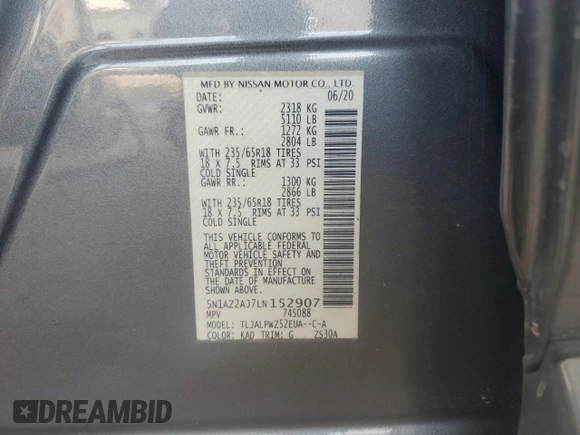 MFD BY NISSAN MOTOR CO., LTD.
DATE: 06/20
GVWR: 2318 KG
5110 LB
GAWR FR.: 1272 KG
2804 LB
WITH 235/65R18 TIRES
18 X 7.5 RIMS AT 33 PSI
COLD SINGLE
GAWR RR.: 1300 KG
2866 LB
WITH 235/65R18 TIRES
18 X 7.5 RIMS AT 33 PSI
COLD SINGLE
THIS VEHICLE CONFORMS TO
ALL APPLICABLE FEDERAL
MOTOR VEHICLE SAFETY AND
THEFT PREVENTION
STANDARDS IN EFFECT ON
THE DATE OF MANUFACTURE
SHOWN ABOVE.
5N1AZ2AJ7LN152907
MPV 745088
MODEL: TLJALPWZ52EUA--C-A
COLOR: KAD TRIM: G ZS30A
DREAMBID